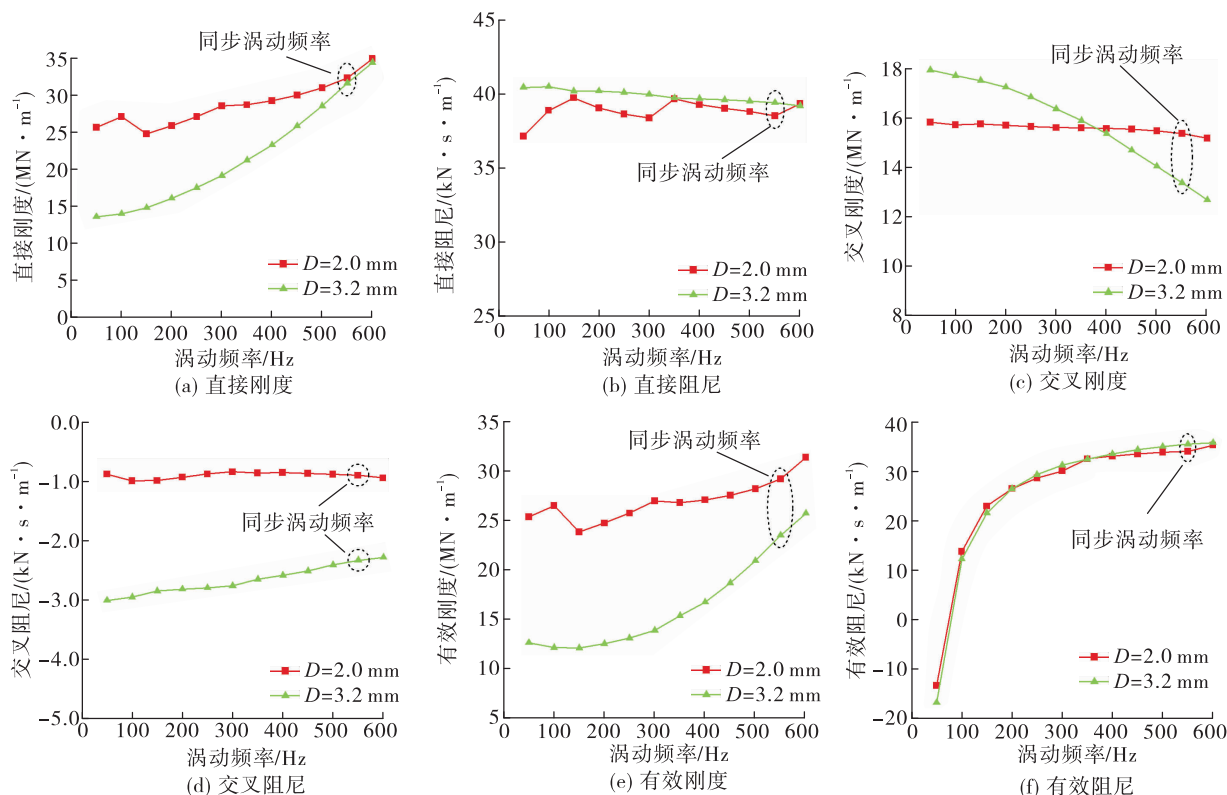 35
30
25
20
15
10
5
0
100
200
300
400
500
600
直接刚度/(MN·m⁻¹)
同步涡动频率
D=2.0 mm
D=3.2 mm
涡动频率/Hz
(a) 直接刚度
45
40
35
30
25
0
100
200
300
400
500
600
直接阻尼/(kN·s·m⁻¹)
同步涡动频率
D=2.0 mm
D=3.2 mm
涡动频率/Hz
(b) 直接阻尼
18
16
14
12
10
8
0
100
200
300
400
500
600
交叉刚度/(MN·m⁻¹)
同步涡动频率
D=2.0 mm
D=3.2 mm
涡动频率/Hz
(c) 交叉刚度
0.0
-1.0
-2.0
-3.0
-4.0
-5.0
0
100
200
300
400
500
600
交叉阻尼/(kN·s·m⁻¹)
同步涡动频率
D=2.0 mm
D=3.2 mm
涡动频率/Hz
(d) 交叉阻尼
35
30
25
20
15
10
5
0
100
200
300
400
500
600
有效刚度/(MN·m⁻¹)
同步涡动频率
D=2.0 mm
D=3.2 mm
涡动频率/Hz
(e) 有效刚度
40
30
20
10
0
-10
-20
0
100
200
300
400
500
600
有效阻尼/(kN·s·m⁻¹)
同步涡动频率
D=2.0 mm
D=3.2 mm
涡动频率/Hz
(f) 有效阻尼